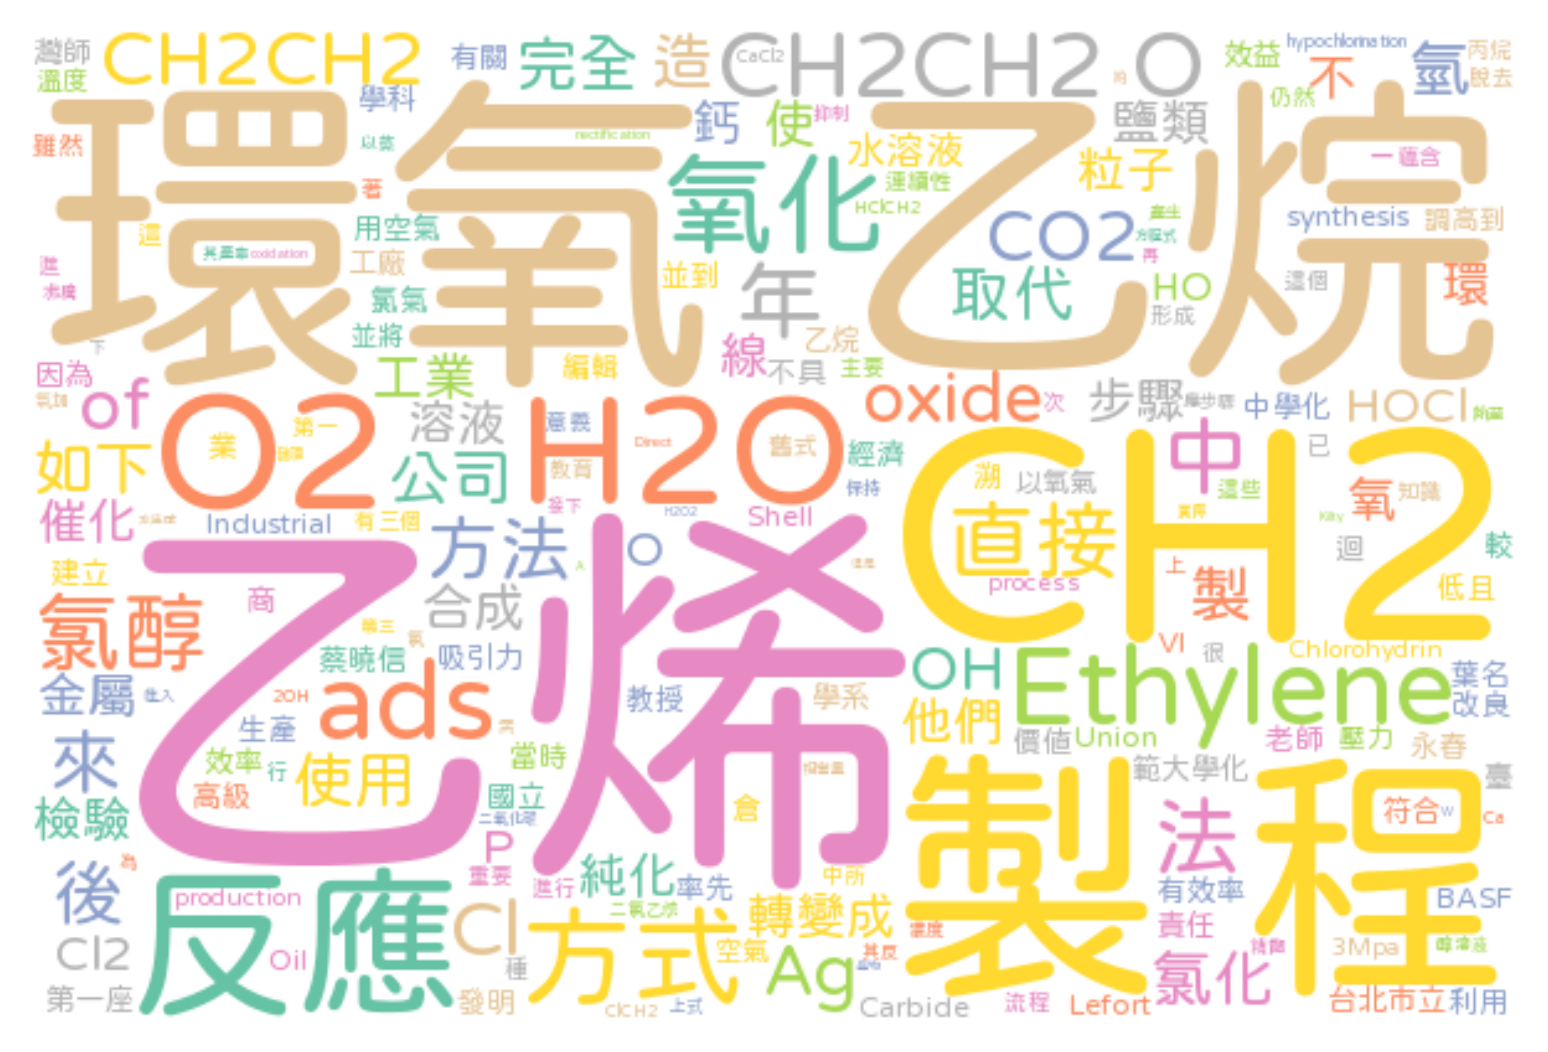 灣師
溫度
CH2CH2
有關
完全
造
CaCl2
CH2CH2
O
效益
hypochlorination
不
氫
丙烷
脫去
仍然
雖然
環氧乙烷
學科
以蒸
著
rectification
鈣
使
抑制
水溶液
連續性
HClCH2
鹽類
粒子
一蘊含
這
oxidation
用空氣
工廠
氯氣
並將
氧化
並到
年
CO2
產生
方程式
再
取代
HO
形成
synthesis
調高到
這個
環
進
沸騰
下
因為
氧加
of
工業
編輯
線
乙烷
不具
主要
oxide
次
步驟
中學化
HOCl
如下
O2
業
第一
溶液
公司
H2O
意義
教育
Direct
舊式
經濟
保持
CH2
中
已
溯
以氧氣
這些
直接
氧
知識
催化
Industrial
有三個
方法
接下
H2O2
Shell
O
process
上
製
迴
較
低且
建立
氯醇
商
第三
氯
合成
A
乙烯
蔡曉信
吸引力
VI
很
Chlorohydrin
OH
Ethylene
葉名
改良
金屬
進入
2OH
ads
教授
學系
他們
價值
Union
老師
壓力
永春
來
生產
效率
行
使用
當時
高級
國立
二氧化碳
倉
製程
範大學化
臺
符合
W
Ca
檢驗
P
重要
進行
純化
率先
中所
法
後
為
反應
production
Oil
Cl
二氯乙烷
方式
轉變成
空氣
濃度
其反
有效率
責任
BASF
Cl2
種
第一座
發明
ClCH2
上式
Ag
Carbide
流程
Lefort
氯化
3Mpa
醇溶液
台北市立
利用